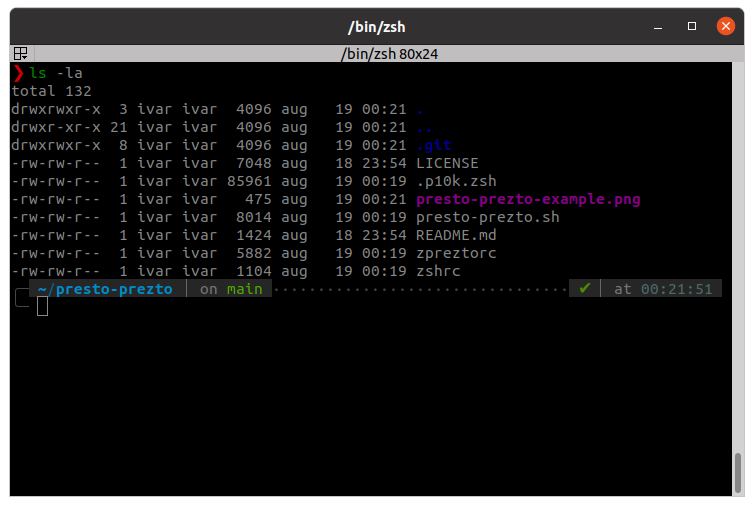 /bin/zsh
/bin/zsh 80x24
❯ ls -la
total 132
drwxrwxr-x  3 ivar ivar  4096 aug   19 00:21 .
drwxr-xr-x 21 ivar ivar  4096 aug   19 00:21 ..
drwxrwxr-x  8 ivar ivar  4096 aug   19 00:21 .git
-rw-rw-r--  1 ivar ivar  7048 aug   18 23:54 LICENSE
-rw-rw-r--  1 ivar ivar 85961 aug   19 00:19 .p10k.zsh
-rw-rw-r--  1 ivar ivar   475 aug   19 00:21 presto-prezto-example.png
-rw-rw-r--  1 ivar ivar  8014 aug   19 00:19 presto-prezto.sh
-rw-rw-r--  1 ivar ivar  1424 aug   18 23:54 README.md
-rw-rw-r--  1 ivar ivar  5882 aug   19 00:19 zpreztorc
-rw-rw-r--  1 ivar ivar  1104 aug   19 00:19 zshrc
~/presto-prezto │ on main ································· ✔ │ at 00:21:51